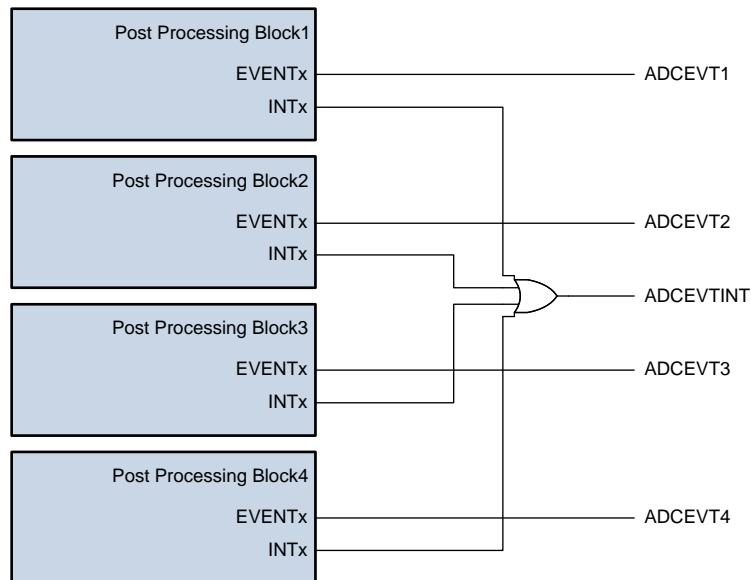 Post Processing Block1
EVENTx
ADCEVT1
INTx
Post Processing Block2
EVENTx
ADCEVT2
INTx
ADCEVTINT
Post Processing Block3
EVENTx
ADCEVT3
INTx
Post Processing Block4
EVENTx
ADCEVT4
INTx